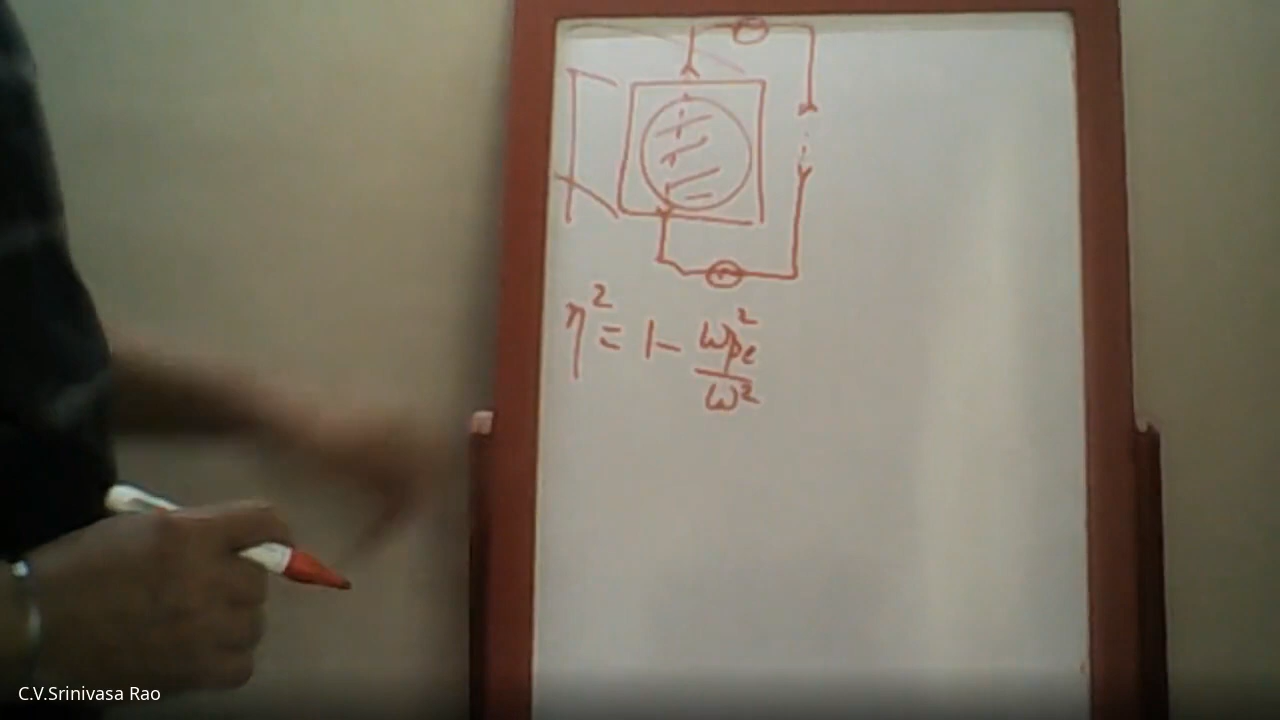 η² = 1 - ωpe²/ω²
C.V.Srinivasa Rao